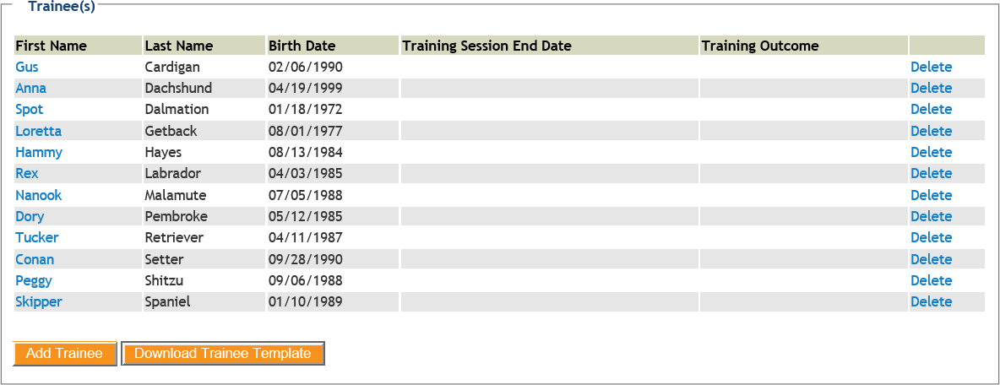 Trainee(s)
First Name Last Name Birth Date Training Session End Date Training Outcome
Gus Cardigan 02/06/1990 Delete
Anna Dachshund 04/19/1999 Delete
Spot Dalmation 01/18/1972 Delete
Loretta Getback 08/01/1977 Delete
Hammy Hayes 08/13/1984 Delete
Rex Labrador 04/03/1985 Delete
Nanook Malamute 07/05/1988 Delete
Dory Pembroke 05/12/1985 Delete
Tucker Retriever 04/11/1987 Delete
Conan Setter 09/28/1990 Delete
Peggy Shitzu 09/06/1988 Delete
Skipper Spaniel 01/10/1989 Delete
Add Trainee Download Trainee Template